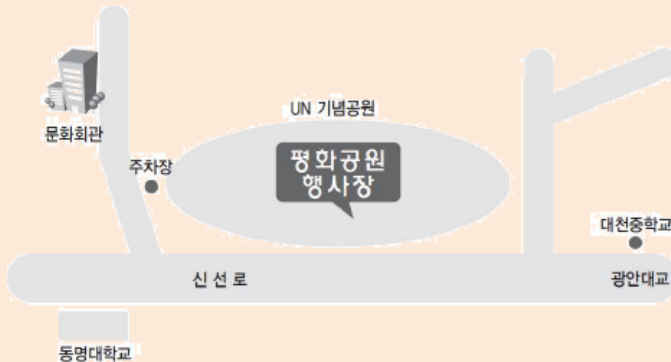 UN 기념공원
문화회관
평화공원
행사장
주차장
대천중학교
신선로
광안대교
동명대학교